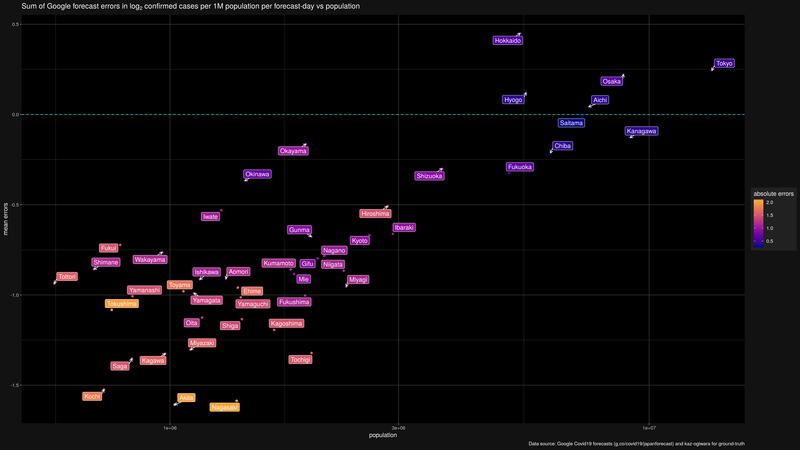 Sum of Google forecast errors in log₂ confirmed cases per 1M population per forecast-day vs population
0.5
Hokkaido
Tokyo
Osaka
Hyogo
Aichi
0.0
Saitama
Kanagawa
Chiba
Okayama
Fukuoka
Okinawa
Shizuoka
absolute errors
2.0
1.5
1.0
0.5
mean errors
-0.5
Iwate
Hiroshima
Gunma
Ibaraki
Kyoto
Fukui
Nagano
Shimane
Wakayama
Kumamoto
Gifu
Niigata
Tottori
Ishikawa
Aomori
Mie
Miyagi
Toyama
Yamanashi
Ehime
-1.0
Tokushima
Yamagata
Yamaguchi
Fukushima
Oita
Shiga
Kagoshima
Miyazaki
Saga
Kagawa
Tochigi
-1.5
Kochi
Akita
Nagasaki
1e+06
3e+06
1e+07
population
Data source: Google Covid19 forecasts (g.co/covid19/japanforecast) and kaz-ogiwara for ground-truth